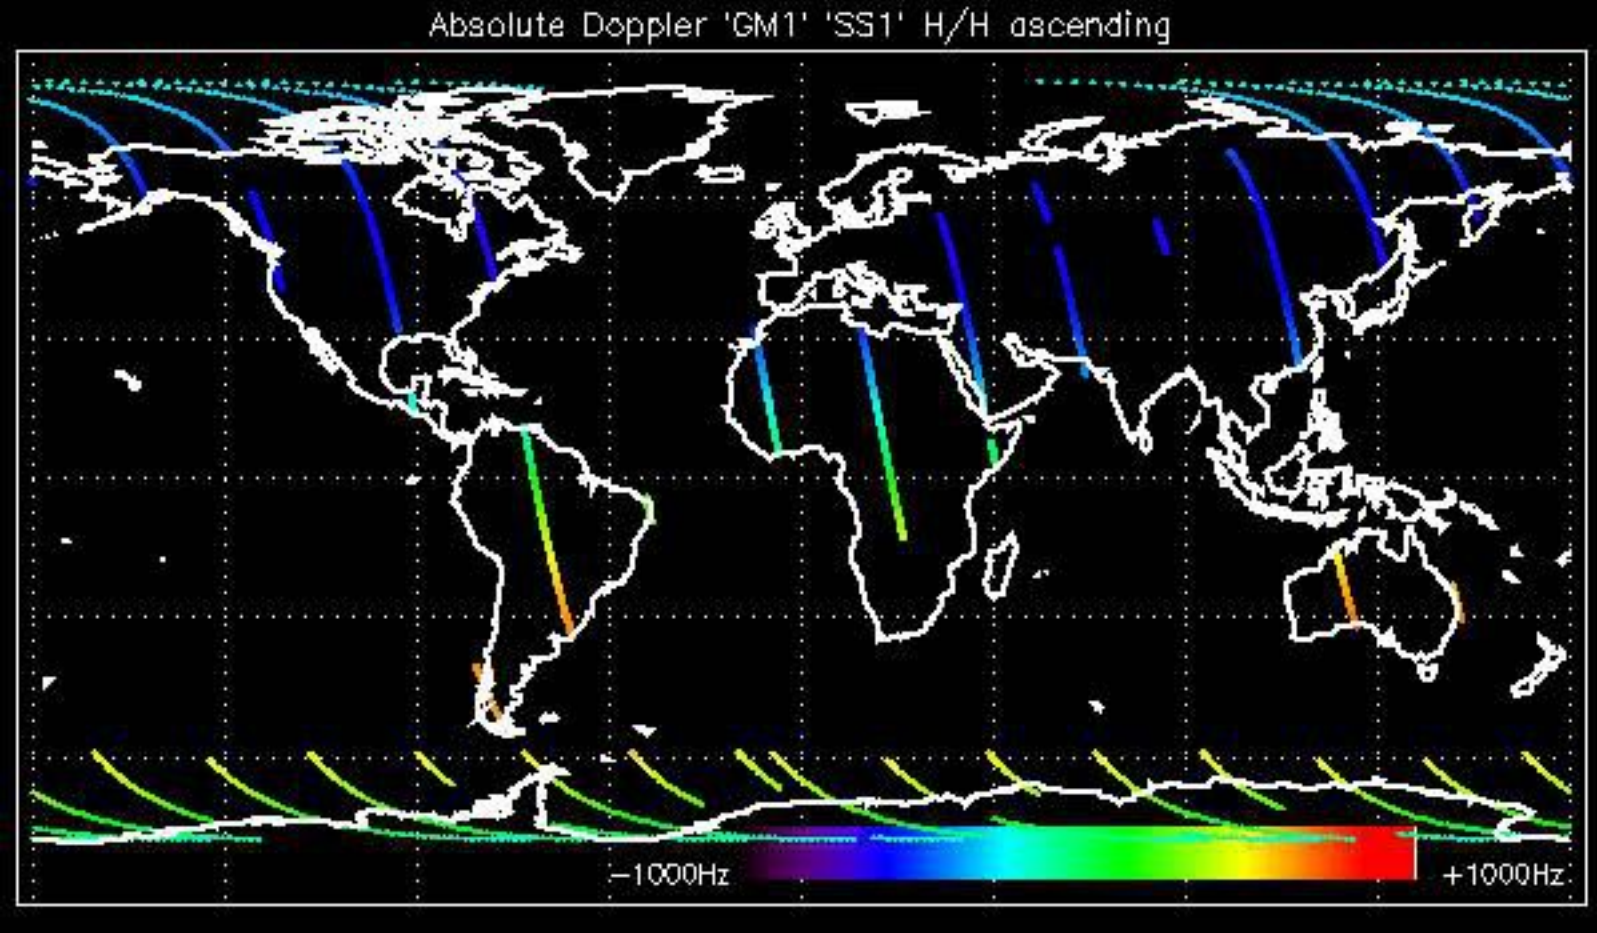 Absolute Doppler 'GM1' 'SS1' H/H ascending
−1000Hz +1000Hz